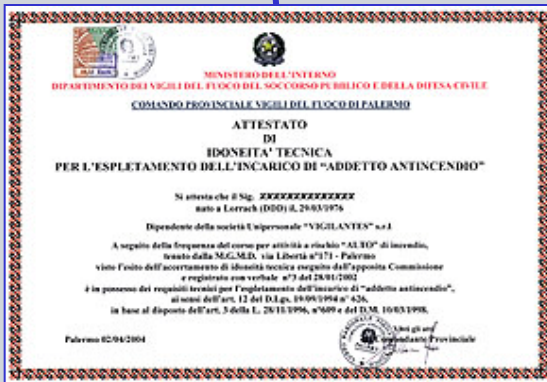 MINISTERO DELL'INTERNO
DIPARTIMENTO DEI VIGILI DEL FUOCO DEL SOCCORSO PUBBLICO E DELLA DIFESA CIVILE
COMANDO PROVINCIALE VIGILI DEL FUOCO DI PALERMO
ATTESTATO
DI
IDONEITA' TECNICA
PER L'ESPLETAMENTO DELL'INCARICO DI "ADDETTO ANTINCENDIO"
Si attesta che il Sig. XXXXXXXXXXXXXX
nato a Lorrach (DDD) il, 29/03/1976
Dipendente della società Unipersonale "VIGILANTES" s.r.l
A seguito della frequenza del corso per attività a rischio "ALTO" di incendio,
tenuto dalla M.G.M.D. via Libertà n°171 - Palermo
visto l'esito dell'accertamento di idoneità tecnica eseguito dall'apposita Commissione
e registrato con verbale n°3 del 28/01/2002
è in possesso dei requisiti tecnici per l'espletamento dell'incarico di "addetto antincendio",
ai sensi dell'art. 12 del D.Lgs. 19/09/1994 n° 626,
in base al disposto dell'art. 3 della L. 28/11/1996, n°609 e del D.M. 10/03/1998.
Palermo 02/04/2004
Comandante Provinciale